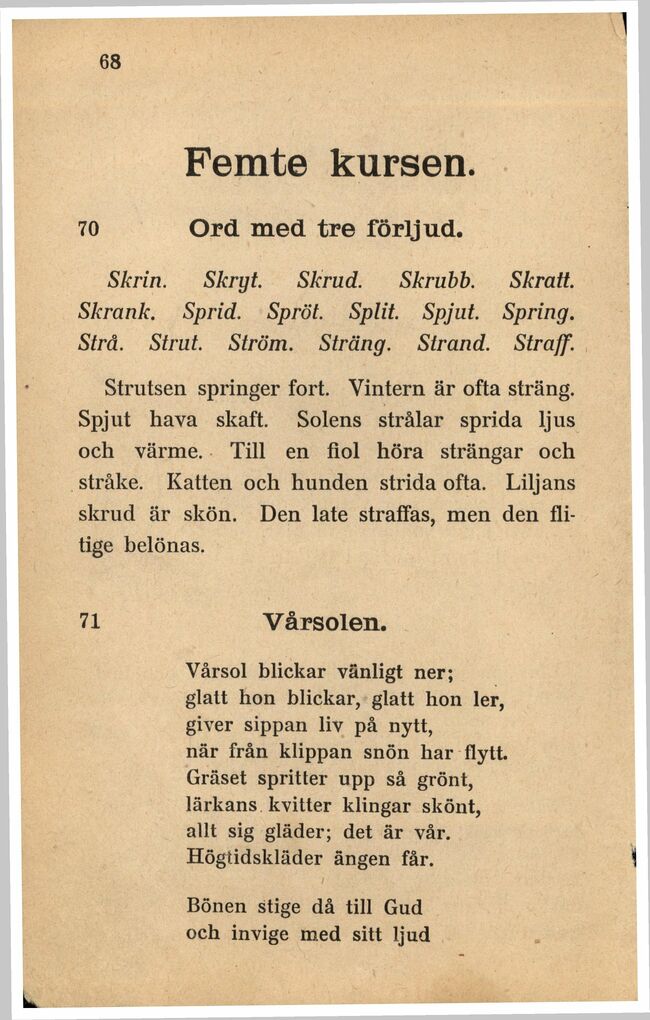 68
Femte kursen.
70 Ord med tre förljud.
Skrin. Skryt. Skrud. Skrubb. Skratt.
Skrank. Sprid. Spröt. Split. Spjut. Spring.
Strå. Strut. Ström. Sträng. Strand. Straff.
Strutsen springer fort. Vintern är ofta sträng.
Spjut hava skaft. Solens strålar sprida ljus
och värme. Till en fiol höra strängar och
stråke. Katten och hunden strida ofta. Liljans
skrud är skön. Den late straffas, men den fli-
tige belönas.
71 Vårsolen.
Vårsol blickar vänligt ner;
glatt hon blickar, glatt hon ler,
giver sippan liv på nytt,
när från klippan snön har flytt.
Gräset spritter upp så grönt,
lärkans kvitter klingar skönt,
allt sig gläder; det är vår.
Högtidskläder ängen får.
Bönen stige då till Gud
och invige med sitt ljud